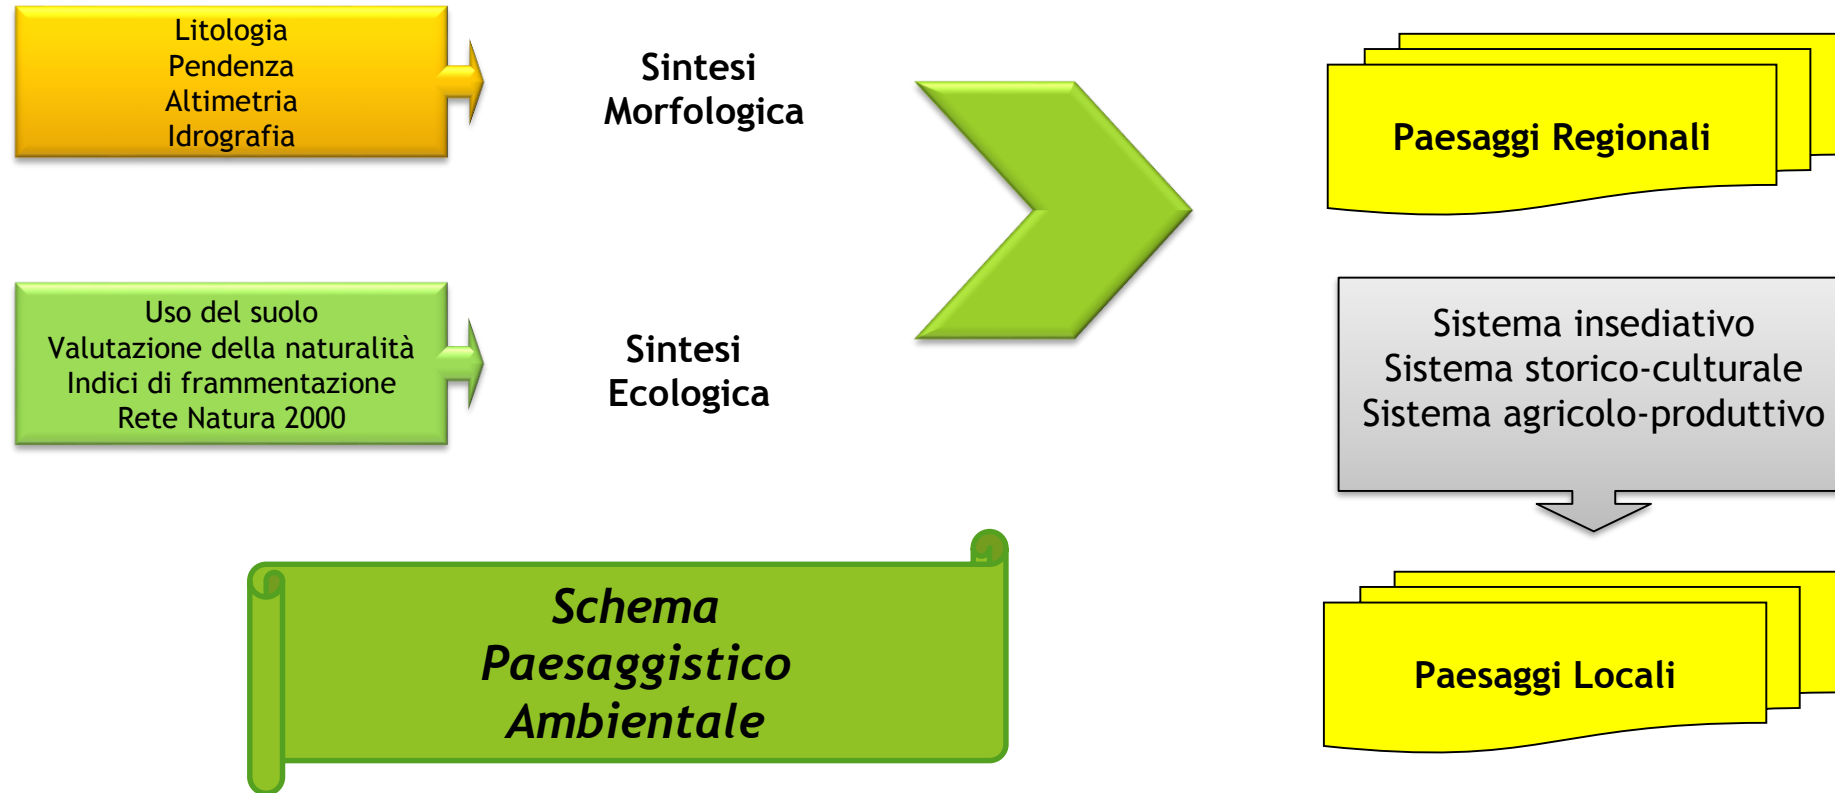 Litologia
Pendenza
Altimetria
Idrografia
Sintesi
Morfologica
Paesaggi Regionali
Uso del suolo
Valutazione della naturalità
Indici di frammentazione
Rete Natura 2000
Sintesi
Ecologica
Sistema insediativo
Sistema storico-culturale
Sistema agricolo-produttivo
Schema
Paesaggistico
Ambientale
Paesaggi Locali